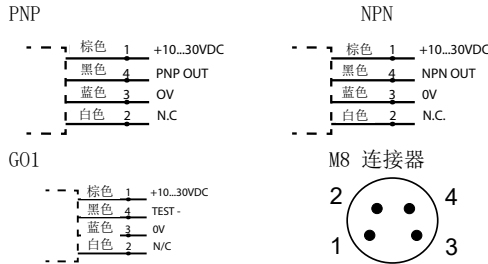 PNP
棕色 1 +10...30VDC
黑色 4 PNP OUT
蓝色 3 OV
白色 2 N.C
NPN
棕色 1 +10...30VDC
黑色 4 NPN OUT
蓝色 3 0V
白色 2 N.C.
GO1
棕色 1 +10...30VDC
黑色 4 TEST -
蓝色 3 0V
白色 2 N/C
M8 连接器
2 4
1 3